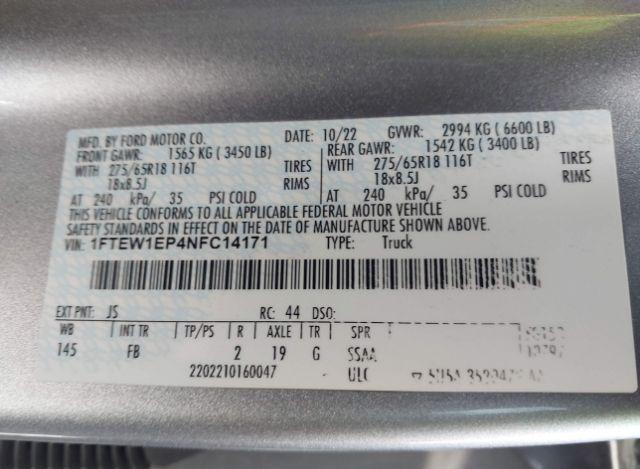 MFD. BY FORD MOTOR CO. DATE: 10/22 GVWR: 2994 KG ( 6600 LB)
FRONT GAWR: 1565 KG ( 3450 LB) REAR GAWR: 1542 KG ( 3400 LB)
WITH 275/65R18 116T TIRES WITH 275/65R18 116T TIRES
18x8.5J RIMS 18x8.5J RIMS
AT 240 kPa/ 35 PSI COLD AT 240 kPa/ 35 PSI COLD
THIS VEHICLE CONFORMS TO ALL APPLICABLE FEDERAL MOTOR VEHICLE
SAFETY STANDARDS IN EFFECT ON THE DATE OF MANUFACTURE SHOWN ABOVE.
VIN: 1FTEW1EP4NFC14171 TYPE: Truck
EXT PNT: JS RC: 44 DSO:
WB INT TR TP/PS R AXLE TR SPR
145 FB 2 19 G SSAA
2202210160047 ULC